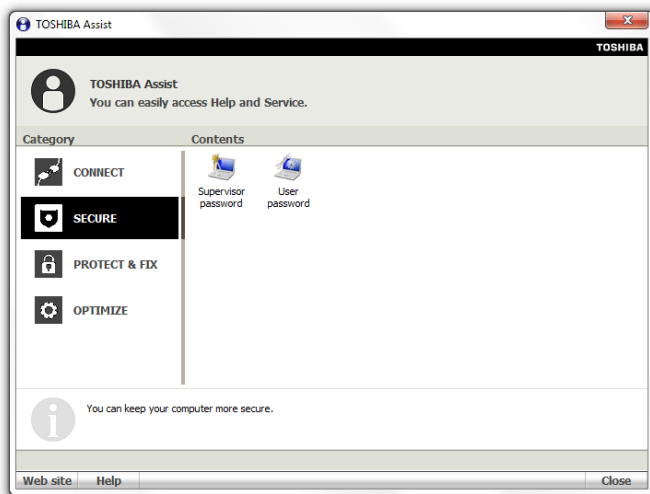 TOSHIBA Assist
TOSHIBA
TOSHIBA Assist
You can easily access Help and Service.
Category
Contents
CONNECT
SECURE
PROTECT & FIX
OPTIMIZE
Supervisor
password
User
password
You can keep your computer more secure.
Web site
Help
Close